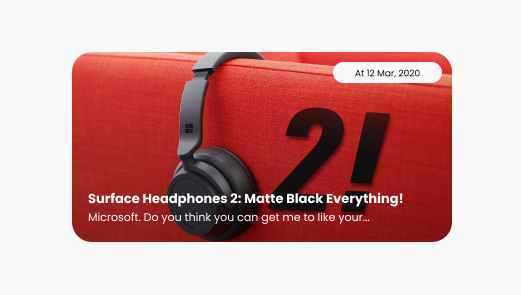 At 12 Mar, 2020
2!
Surface Headphones 2: Matte Black Everything!
Microsoft. Do you think you can get me to like your...